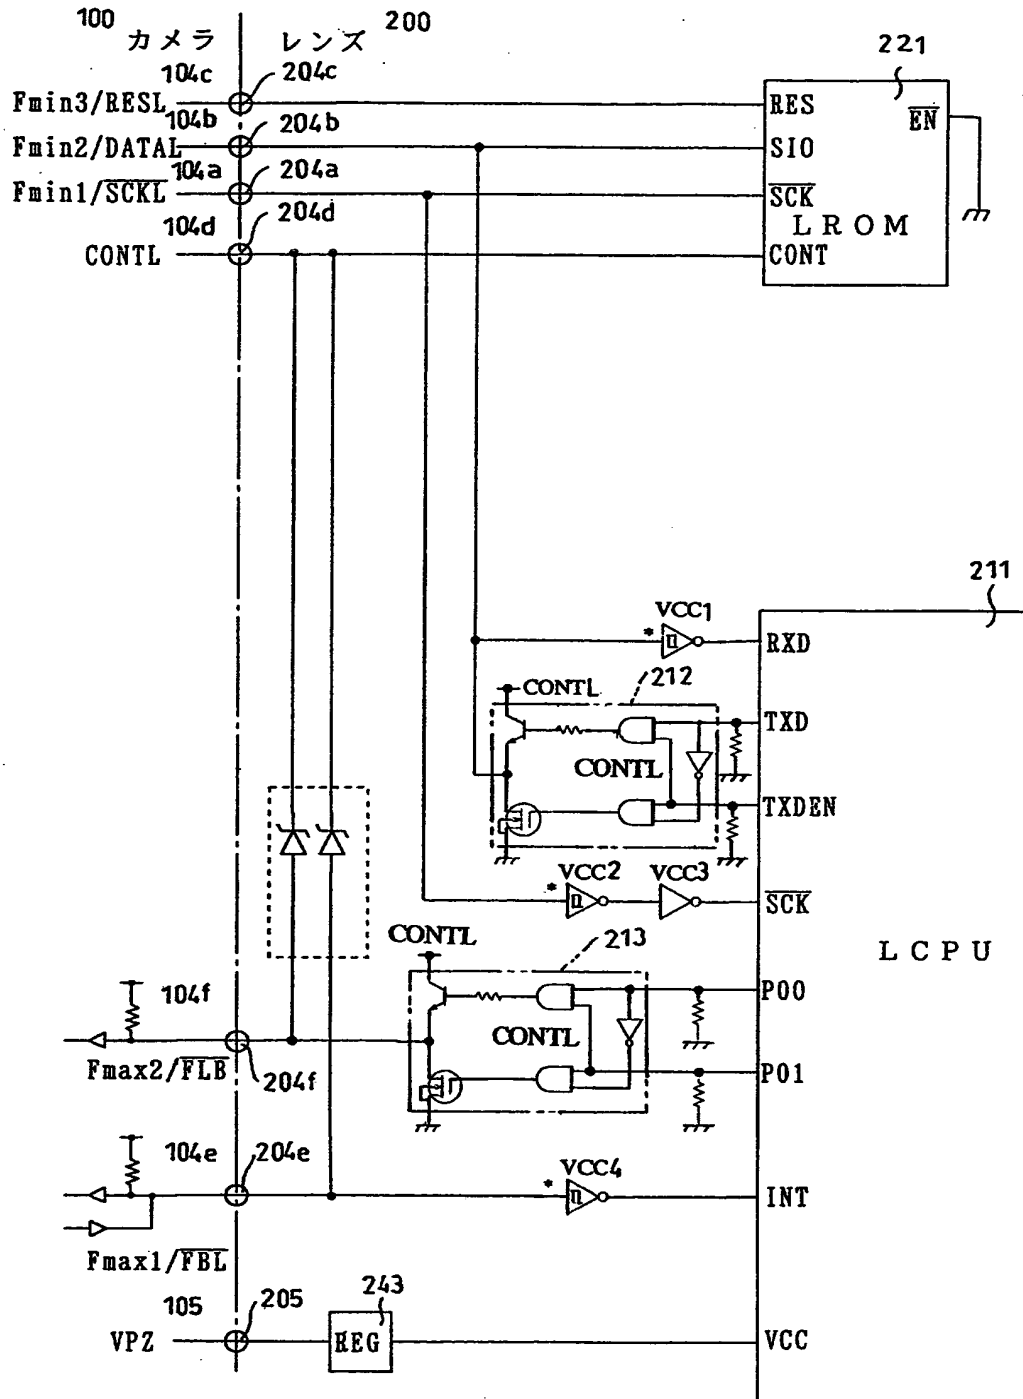 100 カメラ レンズ 200
221
104c 204c
Fmin3/RESL RES EN
104b 204b
Fmin2/DATAL SIO
104a 204a
Fmin1/SCKL SCK
LROM
104d 204d
CONTL CONT
211
VCC1
* RXD
212
CONTL
TXD
CONTL
TXDEN
VCC2 VCC3
* SCK
LCPU
CONTL 213
P00
104f CONTL
Fmax2/FLB 204f P01
104e 204e VCC4
* INT
Fmax1/FBL
105 205 243
VPZ REG VCC